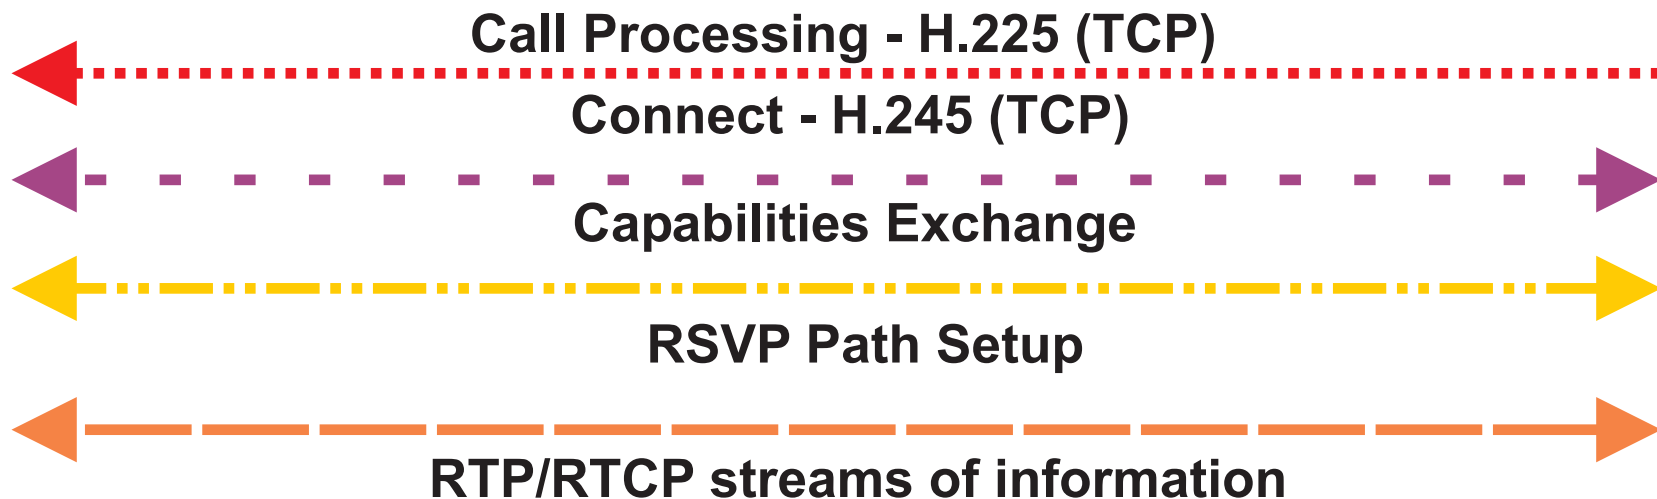 Call Processing - H.225 (TCP)
Connect - H.245 (TCP)
Capabilities Exchange
RSVP Path Setup
RTP/RTCP streams of information